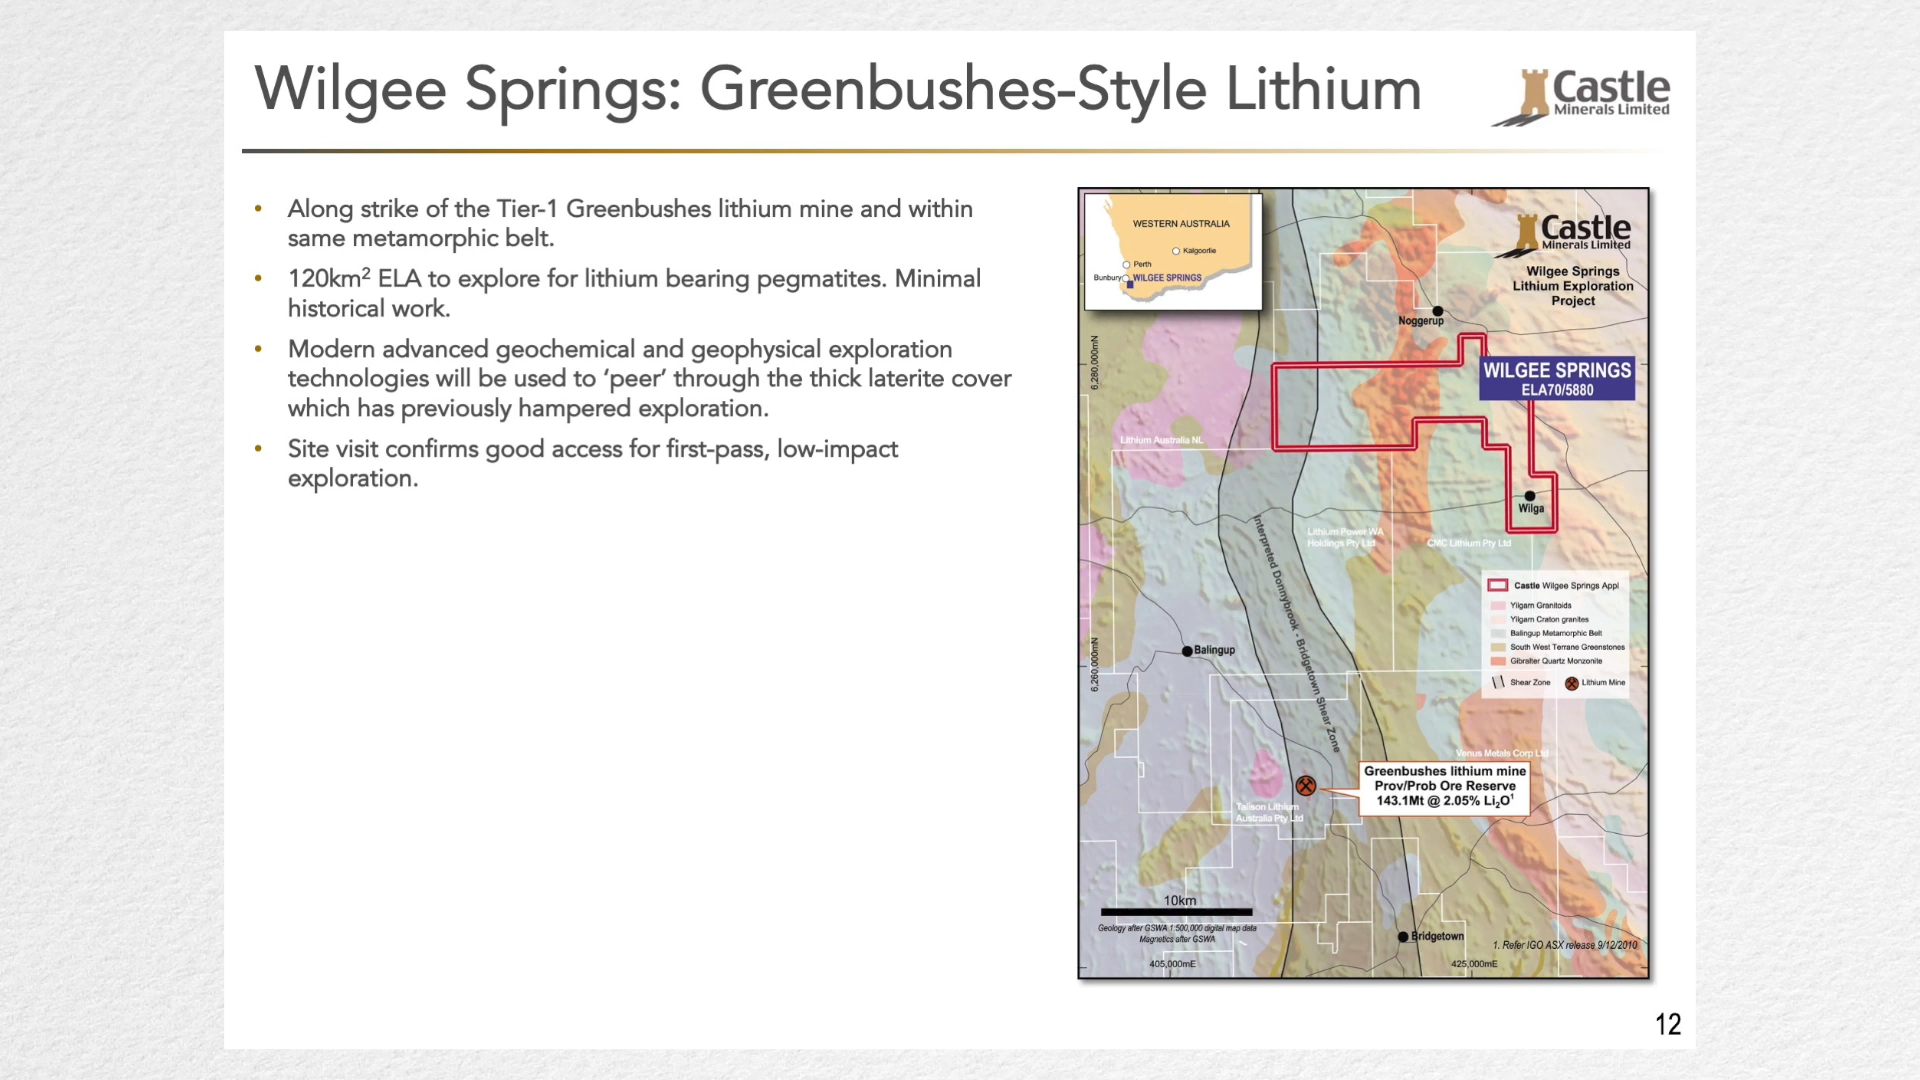 Wilgee Springs: Greenbushes-Style Lithium
Castle
Minerals Limited
• Along strike of the Tier-1 Greenbushes lithium mine and within
same metamorphic belt.
• 120km² ELA to explore for lithium bearing pegmatites. Minimal
historical work.
• Modern advanced geochemical and geophysical exploration
technologies will be used to ‘peer’ through the thick laterite cover
which has previously hampered exploration.
• Site visit confirms good access for first-pass, low-impact
exploration.
WESTERN AUSTRALIA
Kalgoorlie
Perth
Bunbury
WILGEE SPRINGS
Castle
Minerals Limited
Wilgee Springs
Lithium Exploration
Project
Noggerup
6,280,000mN
WILGEE SPRINGS
ELA70/5880
Lithium Australia NL
Wilga
Lithium Power WA
Holdings Pty Ltd
CMC Lithium Pty Ltd
Interpreted Donnybrook - Bridgetown Shear Zone
Castle Wilgee Springs Appl
Yilgarn Granitoids
Yilgarn Craton granites
Balingup Metamorphic Belt
South West Terrane Greenstones
Gibralter Quartz Monzonite
Shear Zone
Lithium Mine
Balingup
6,260,000mN
Venus Metals Corp Ltd
Greenbushes lithium mine
Prov/Prob Ore Reserve
143.1Mt @ 2.05% Li₂O¹
Talison Lithium
Australia Pty Ltd
10km
Geology after GSWA 1:500,000 digital map data
Magnetics after GSWA
Bridgetown
1. Refer IGO ASX release 9/12/2010
405,000mE
425,000mE
12